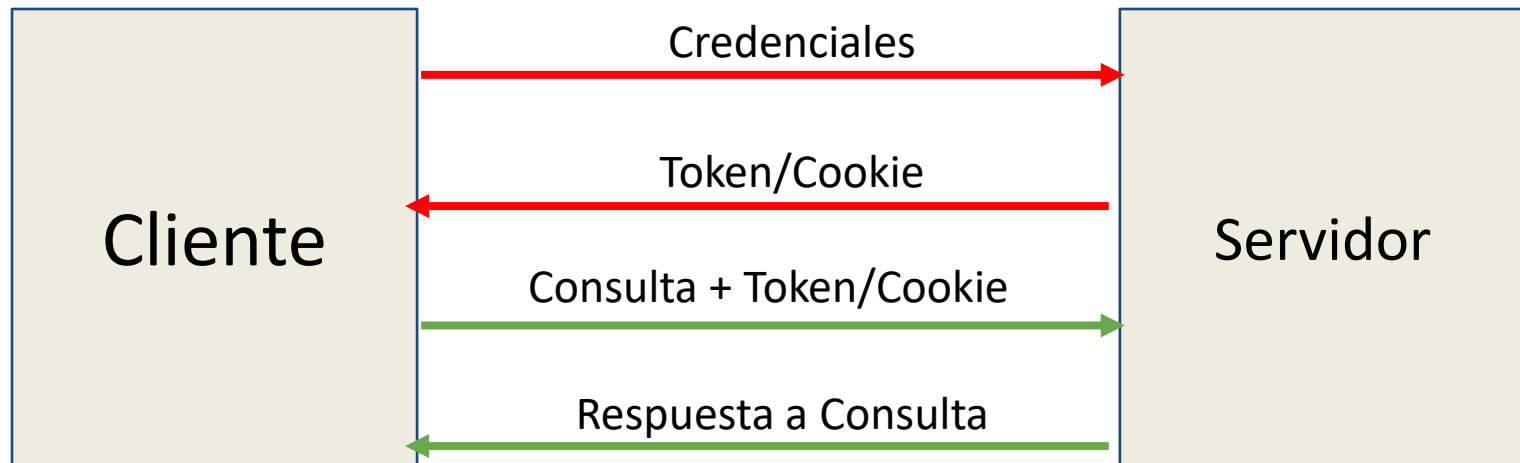 Credenciales
Token/Cookie
Cliente
Servidor
Consulta + Token/Cookie
Respuesta a Consulta